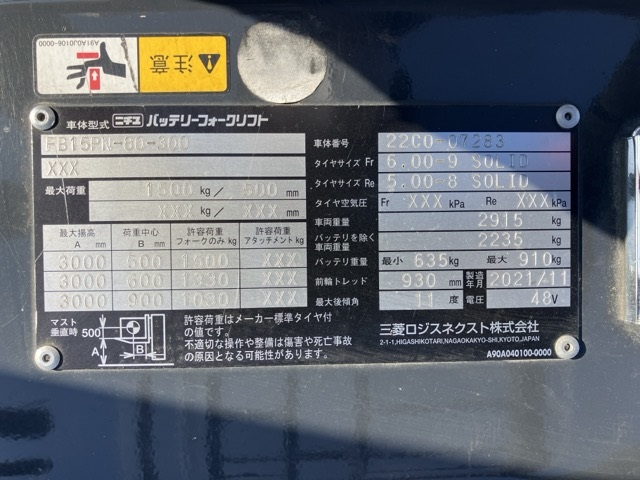 A91A0J0106-0000
注意
車体型式 ニチユ バッテリーフォークリフト
FB15PN-80-300
XXX
最大荷重 1500 kg / 500 mm
XXX kg / XXX mm
最大揚高 A mm 荷重中心 B mm 許容荷重 フォークのみ kg 許容荷重 アタッチメント kg
3000 500 XXX
3000 600 XXX
3000 900 XXX
マスト垂直時 500 A B
許容荷重はメーカー標準タイヤ付
の値です。
不適切な操作や整備は傷害や死亡事故
の原因となる可能性があります。
車体番号 22C0-07283
タイヤサイズ Fr 6.00-9 SOLID
タイヤサイズ Re 5.00-8 SOLID
タイヤ空気圧 Fr XXX kPa Re XXX kPa
車両重量 2915 kg
バッテリを除く車両重量 2235 kg
バッテリ重量 最小 635 kg 最大 910 kg
前輪トレッド 930 mm 製造年月 2021/11
最大後傾角 11 度 電圧 48 V
三菱ロジスネクスト株式会社
2-1-1,HIGASHIKOTARI,NAGAOKAKYO-SHI,KYOTO,JAPAN
A90A040100-0000